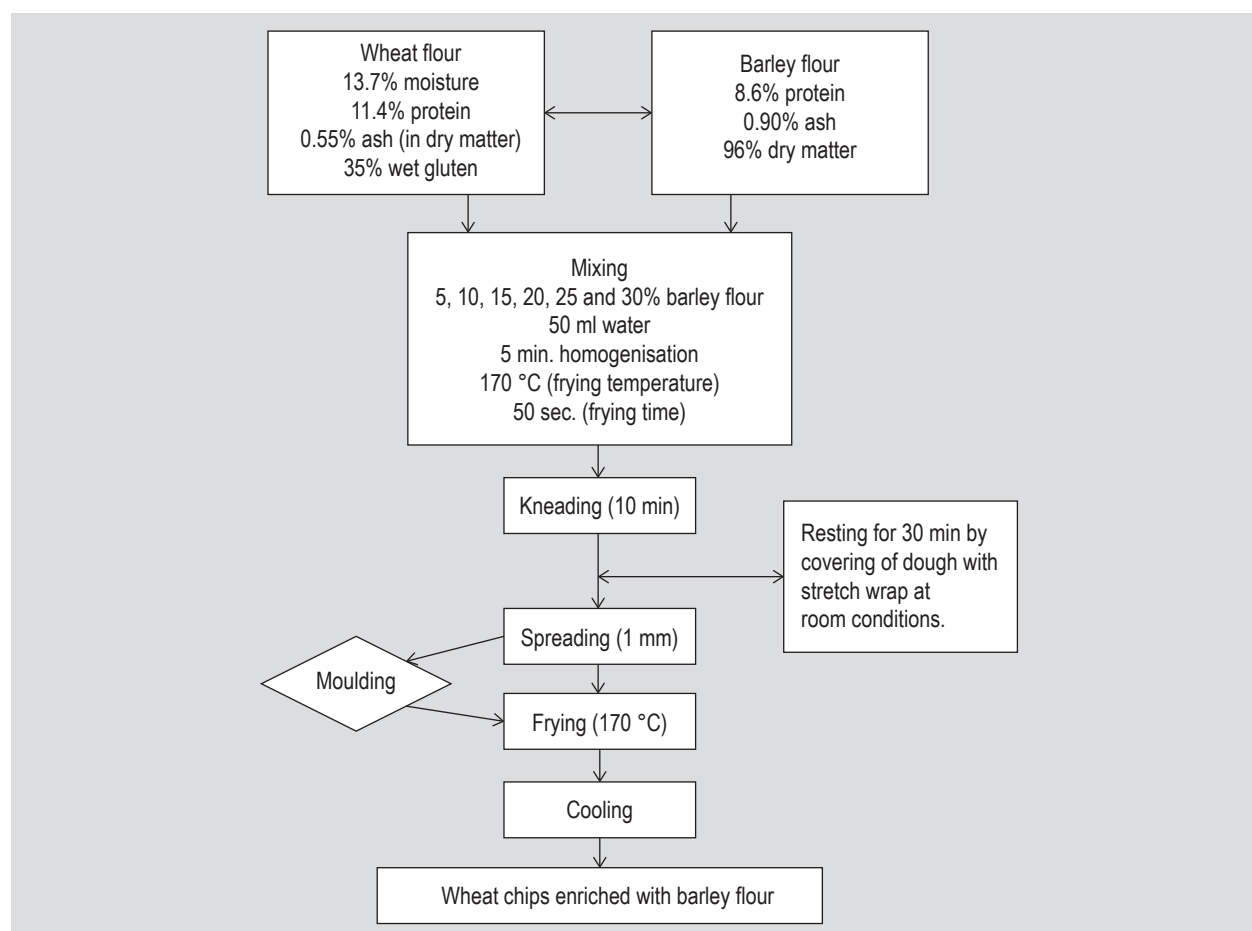 Wheat flour
13.7% moisture
11.4% protein
0.55% ash (in dry matter)
35% wet gluten
Barley flour
8.6% protein
0.90% ash
96% dry matter
Mixing
5, 10, 15, 20, 25 and 30% barley flour
50 ml water
5 min. homogenisation
170 °C (frying temperature)
50 sec. (frying time)
Kneading (10 min)
Resting for 30 min by
covering of dough with
stretch wrap at
room conditions.
Spreading (1 mm)
Moulding
Frying (170 °C)
Cooling
Wheat chips enriched with barley flour